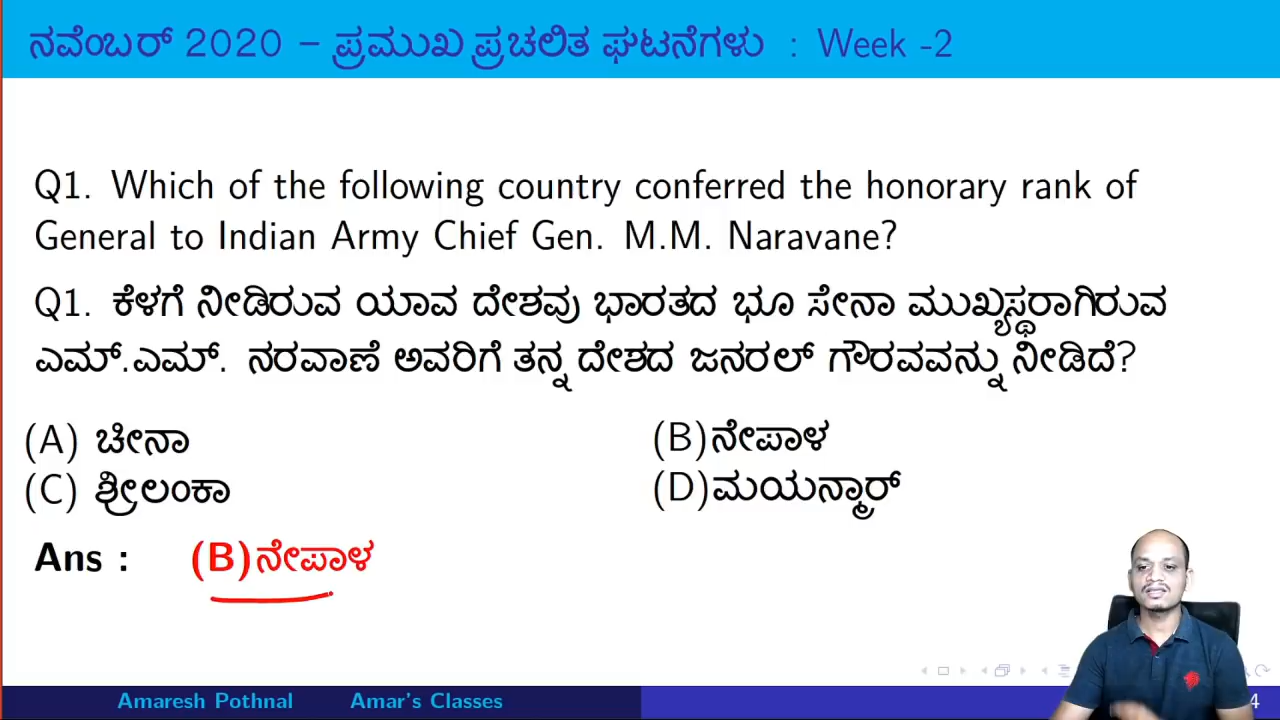 ನವೆಂಬರ್ 2020 – ಪ್ರಮುಖ ಪ್ರಚಲಿತ ಘಟನೆಗಳು : Week -2
Q1. Which of the following country conferred the honorary rank of
General to Indian Army Chief Gen. M.M. Naravane?
Q1. ಕೆಳಗೆ ನೀಡಿರುವ ಯಾವ ದೇಶವು ಭಾರತದ ಭೂ ಸೇನಾ ಮುಖ್ಯಸ್ಥರಾಗಿರುವ
ಎಮ್.ಎಮ್. ನರವಾಣೆ ಅವರಿಗೆ ತನ್ನ ದೇಶದ ಜನರಲ್ ಗೌರವವನ್ನು ನೀಡಿದೆ?
(A) ಚೀನಾ (B)ನೇಪಾಳ
(C) ಶ್ರೀಲಂಕಾ (D)ಮಯನ್ಮಾರ್
Ans : (B)ನೇಪಾಳ
Amaresh Pothnal Amar's Classes 4